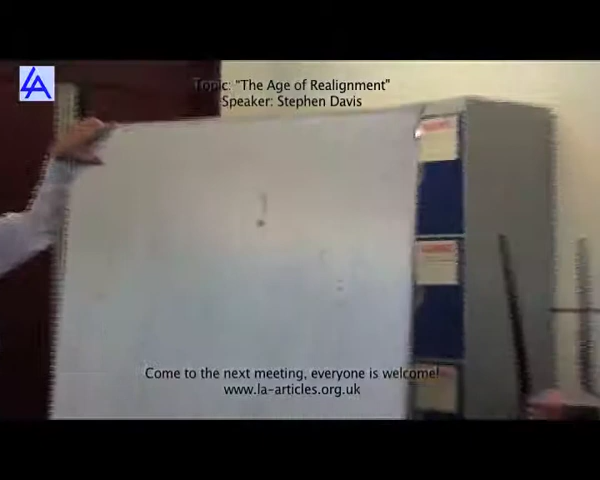 LA
Topic: "The Age of Realignment"
Speaker: Stephen Davis
Come to the next meeting, everyone is welcome!
www.la-articles.org.uk